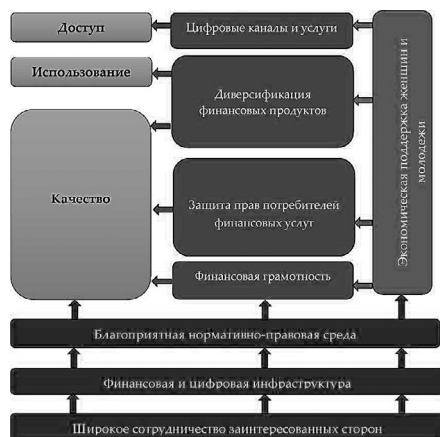 Доступ
Цифровые каналы и услуги
Использование
Диверсификация
финансовых продуктов
Качество
Защита прав потребителей
финансовых услуг
Финансовая грамотность
Экономическая поддержка женщин и
молодежи
Благоприятная нормативно-правовая среда
Финансовая и цифровая инфраструктура
Широкое сотрудничество заинтересованных сторон